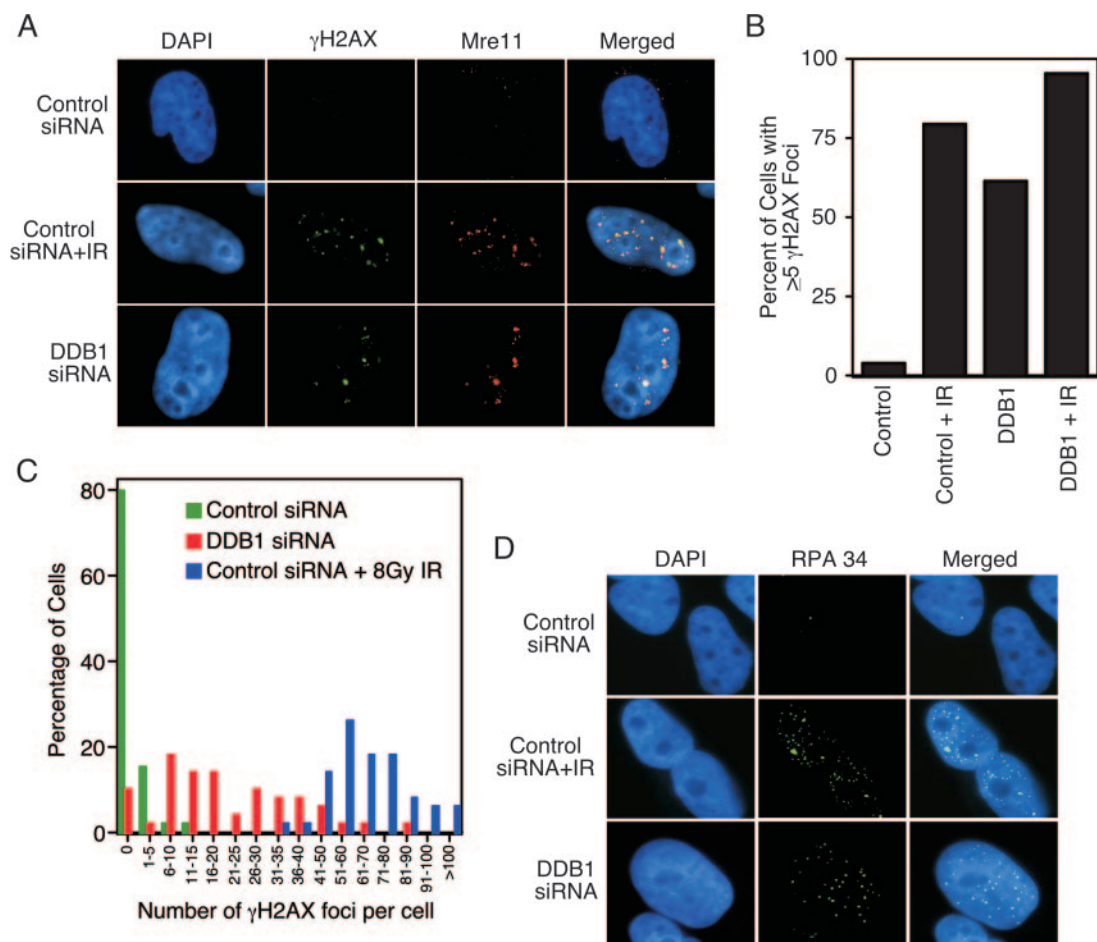 A
DAPI
γH2AX
Mre11
Merged
Control
siRNA
Control
siRNA+IR
DDB1
siRNA
B
Percent of Cells with
≥5 γH2AX Foci
100
75
50
25
0
Control
Control + IR
DDB1
DDB1 + IR
C
Percentage of Cells
80
60
40
20
0
Control siRNA
DDB1 siRNA
Control siRNA + 8Gy IR
0
1-5
6-10
11-15
16-20
21-25
26-30
31-35
36-40
41-50
51-60
61-70
71-80
81-90
91-100
>100
Number of γH2AX foci per cell
D
DAPI
RPA 34
Merged
Control
siRNA
Control
siRNA+IR
DDB1
siRNA